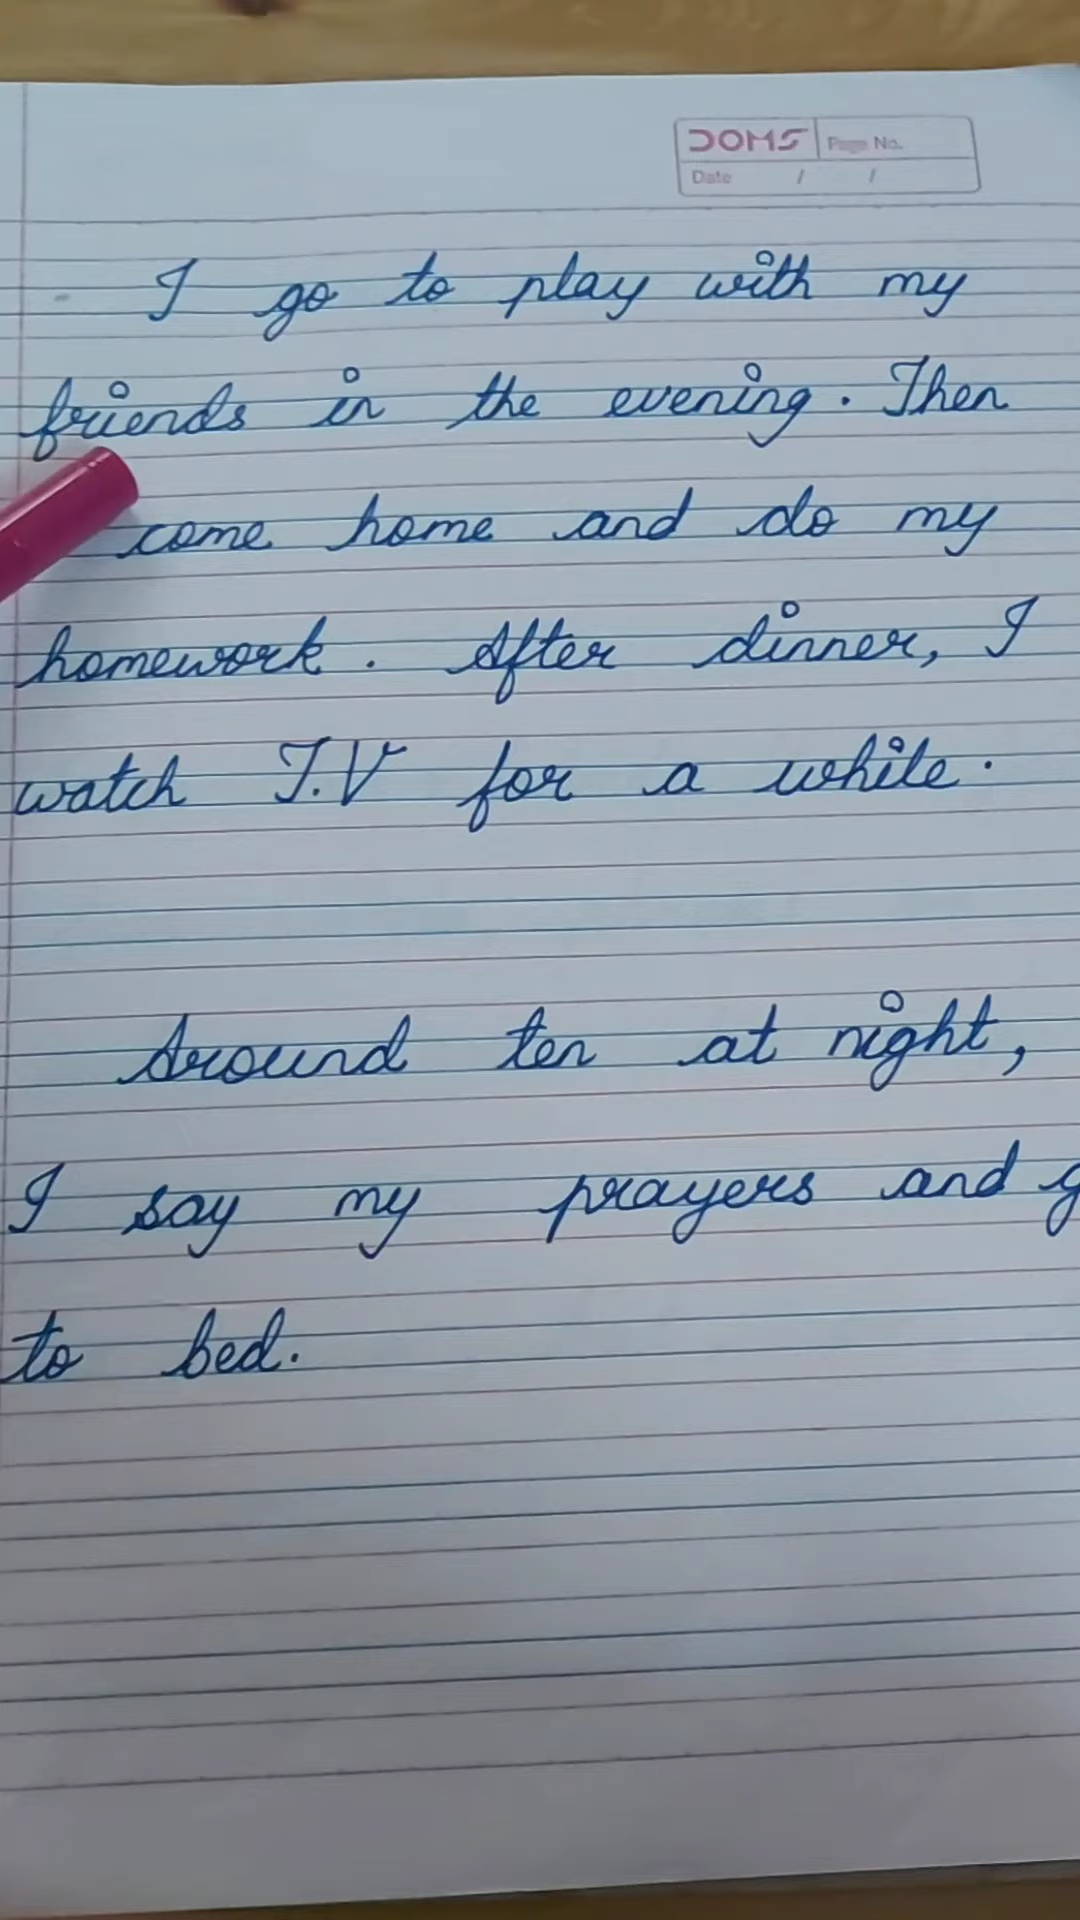 DOMS Page No.
Date / /
I go to play with my
friends in the evening. Then
come home and do my
homework. After dinner, I
watch T.V for a while.
Around ten at night,
I say my prayers and g
to bed.